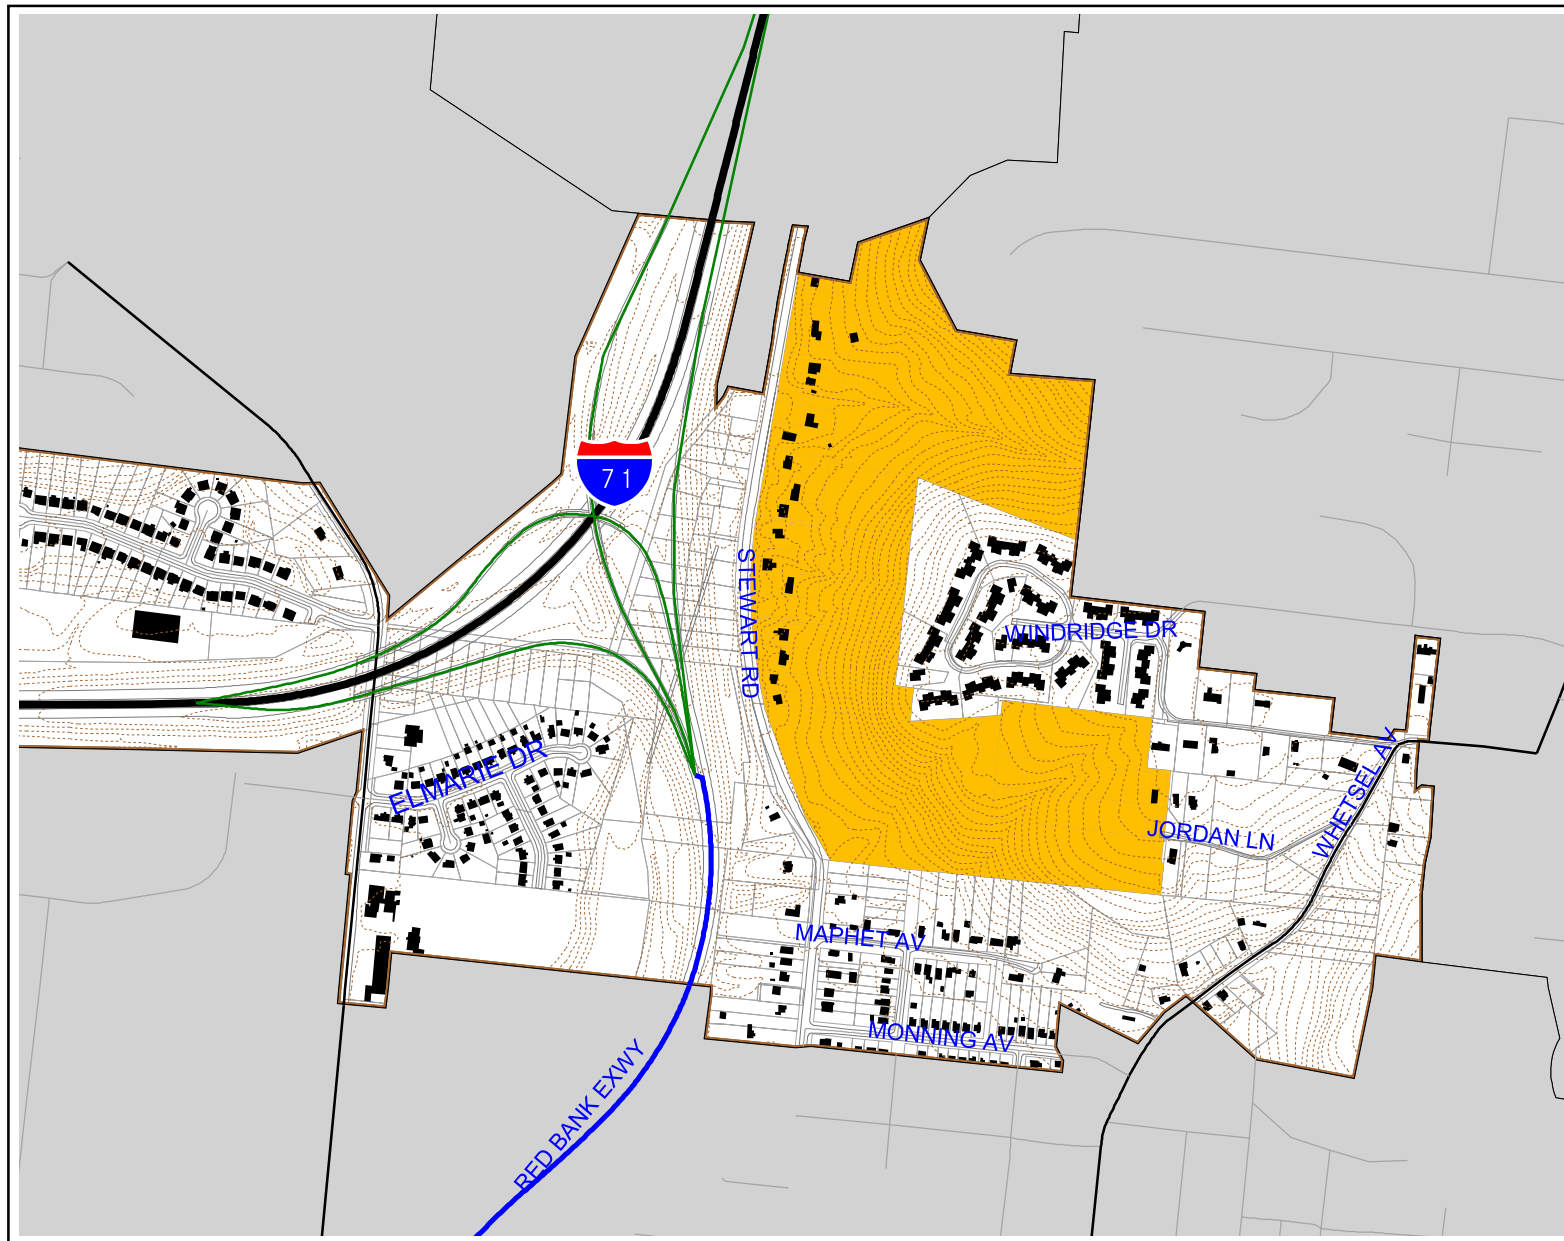 71
STEWART RD
WINDRIDGE DR
ELMARIE DR
WHETSEL AV
JORDAN LN
MAPHET AV
MONNING AV
RED BANK EXWY